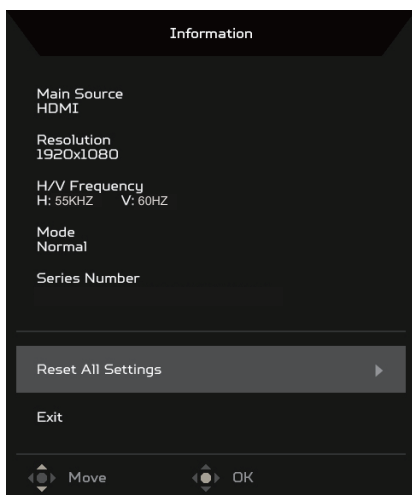 Information
Main Source
HDMI
Resolution
1920x1080
H/V Frequency
H: 55KHZ V: 60HZ
Mode
Normal
Series Number
Reset All Settings
Exit
Move OK